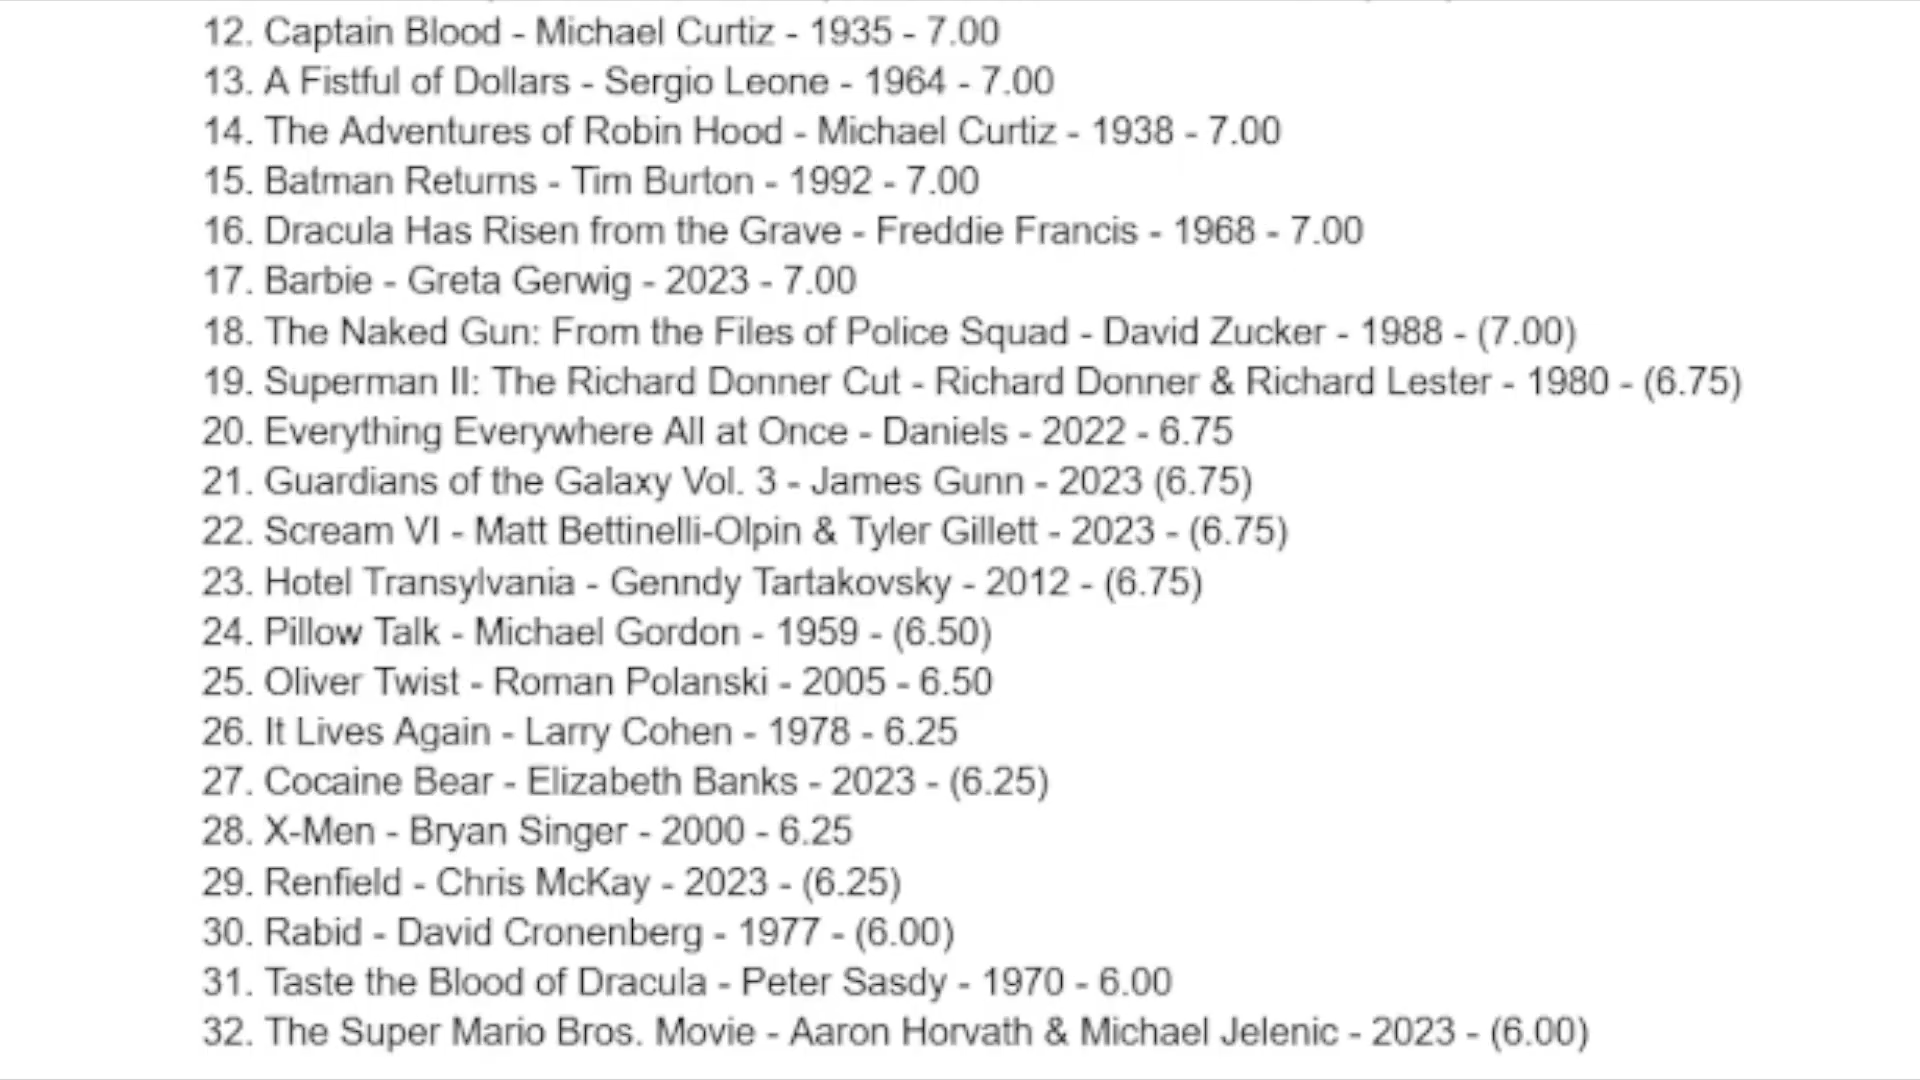 12. Captain Blood - Michael Curtiz - 1935 - 7.00
13. A Fistful of Dollars - Sergio Leone - 1964 - 7.00
14. The Adventures of Robin Hood - Michael Curtiz - 1938 - 7.00
15. Batman Returns - Tim Burton - 1992 - 7.00
16. Dracula Has Risen from the Grave - Freddie Francis - 1968 - 7.00
17. Barbie - Greta Gerwig - 2023 - 7.00
18. The Naked Gun: From the Files of Police Squad - David Zucker - 1988 - (7.00)
19. Superman II: The Richard Donner Cut - Richard Donner & Richard Lester - 1980 - (6.75)
20. Everything Everywhere All at Once - Daniels - 2022 - 6.75
21. Guardians of the Galaxy Vol. 3 - James Gunn - 2023 (6.75)
22. Scream VI - Matt Bettinelli-Olpin & Tyler Gillett - 2023 - (6.75)
23. Hotel Transylvania - Genndy Tartakovsky - 2012 - (6.75)
24. Pillow Talk - Michael Gordon - 1959 - (6.50)
25. Oliver Twist - Roman Polanski - 2005 - 6.50
26. It Lives Again - Larry Cohen - 1978 - 6.25
27. Cocaine Bear - Elizabeth Banks - 2023 - (6.25)
28. X-Men - Bryan Singer - 2000 - 6.25
29. Renfield - Chris McKay - 2023 - (6.25)
30. Rabid - David Cronenberg - 1977 - (6.00)
31. Taste the Blood of Dracula - Peter Sasdy - 1970 - 6.00
32. The Super Mario Bros. Movie - Aaron Horvath & Michael Jelenic - 2023 - (6.00)